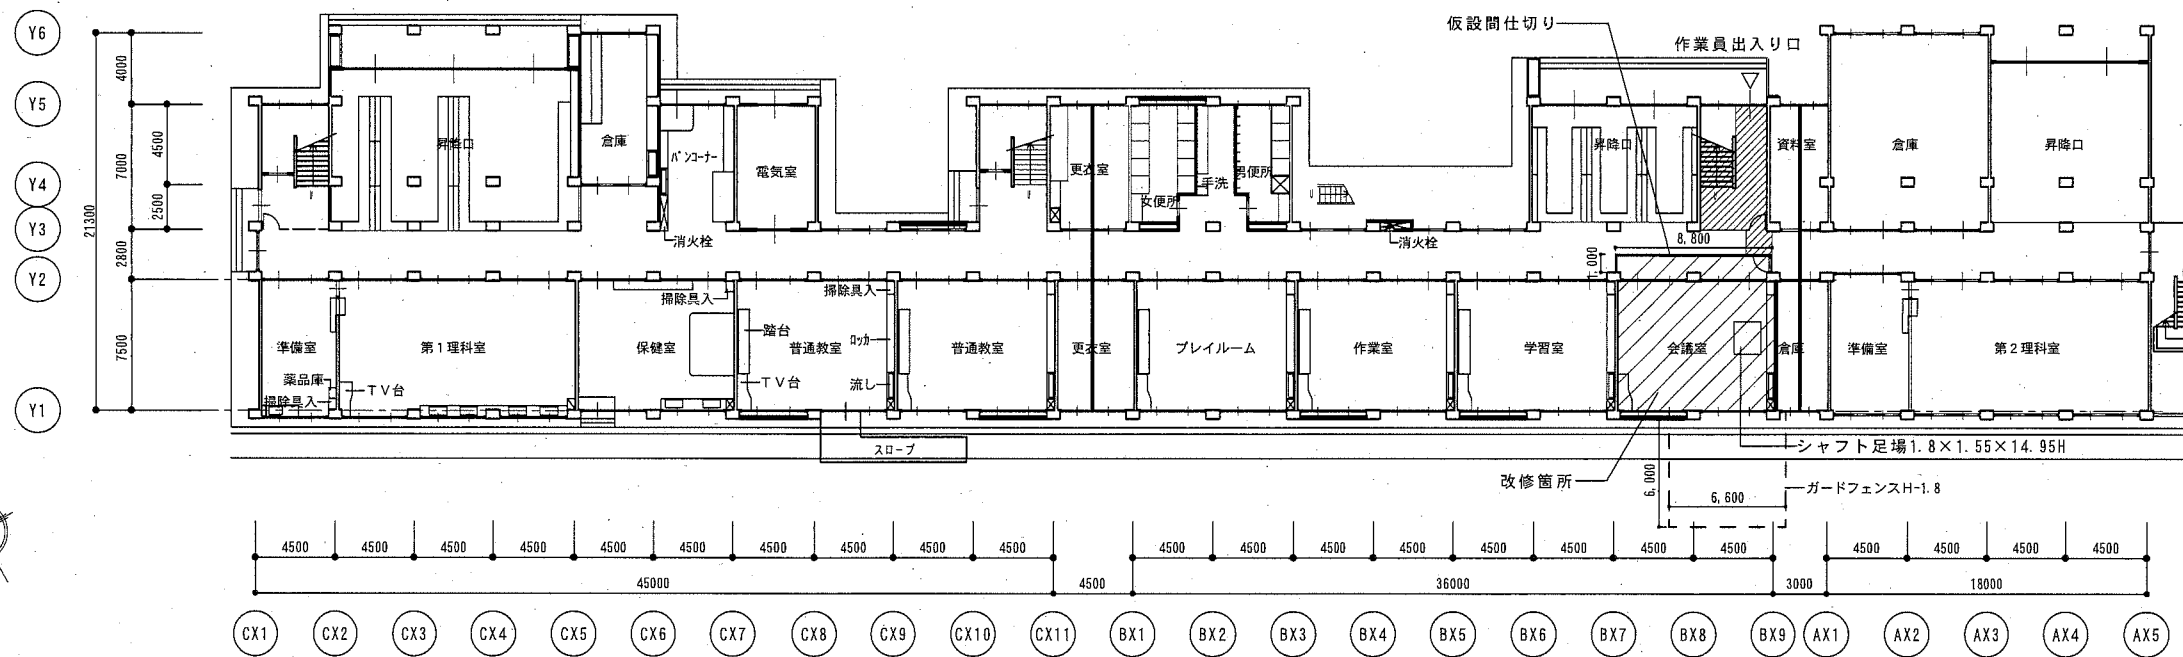 仮設間仕切り
作業員出入り口
Y6
Y5
Y4
Y3
Y2
Y1
4000
4500
7000
2500
21300
2800
7500
昇降口
倉庫
パンコーナー
電気室
更衣室
女便所
手洗
男便所
昇降口
資料室
倉庫
昇降口
消火栓
消火栓
8,800
1,000
掃除具入
掃除具入
準備室
第1理科室
保健室
踏台
普通教室
ロッカ
普通教室
更衣室
プレイルーム
作業室
学習室
会議室
倉庫
準備室
第2理科室
薬品庫
掃除具入
TV台
TV台
流し
スロープ
シャフト足場1.8×1.55×14.95H
改修箇所
6,000
6,600
ガードフェンスH-1.8
4500 4500 4500 4500 4500 4500 4500 4500 4500 4500 4500 4500 4500 4500 4500 4500 4500 4500 4500 4500 4500 4500
45000 4500 36000 3000 18000
CX1 CX2 CX3 CX4 CX5 CX6 CX7 CX8 CX9 CX10 CX11 BX1 BX2 BX3 BX4 BX5 BX6 BX7 BX8 BX9 AX1 AX2 AX3 AX4 AX5